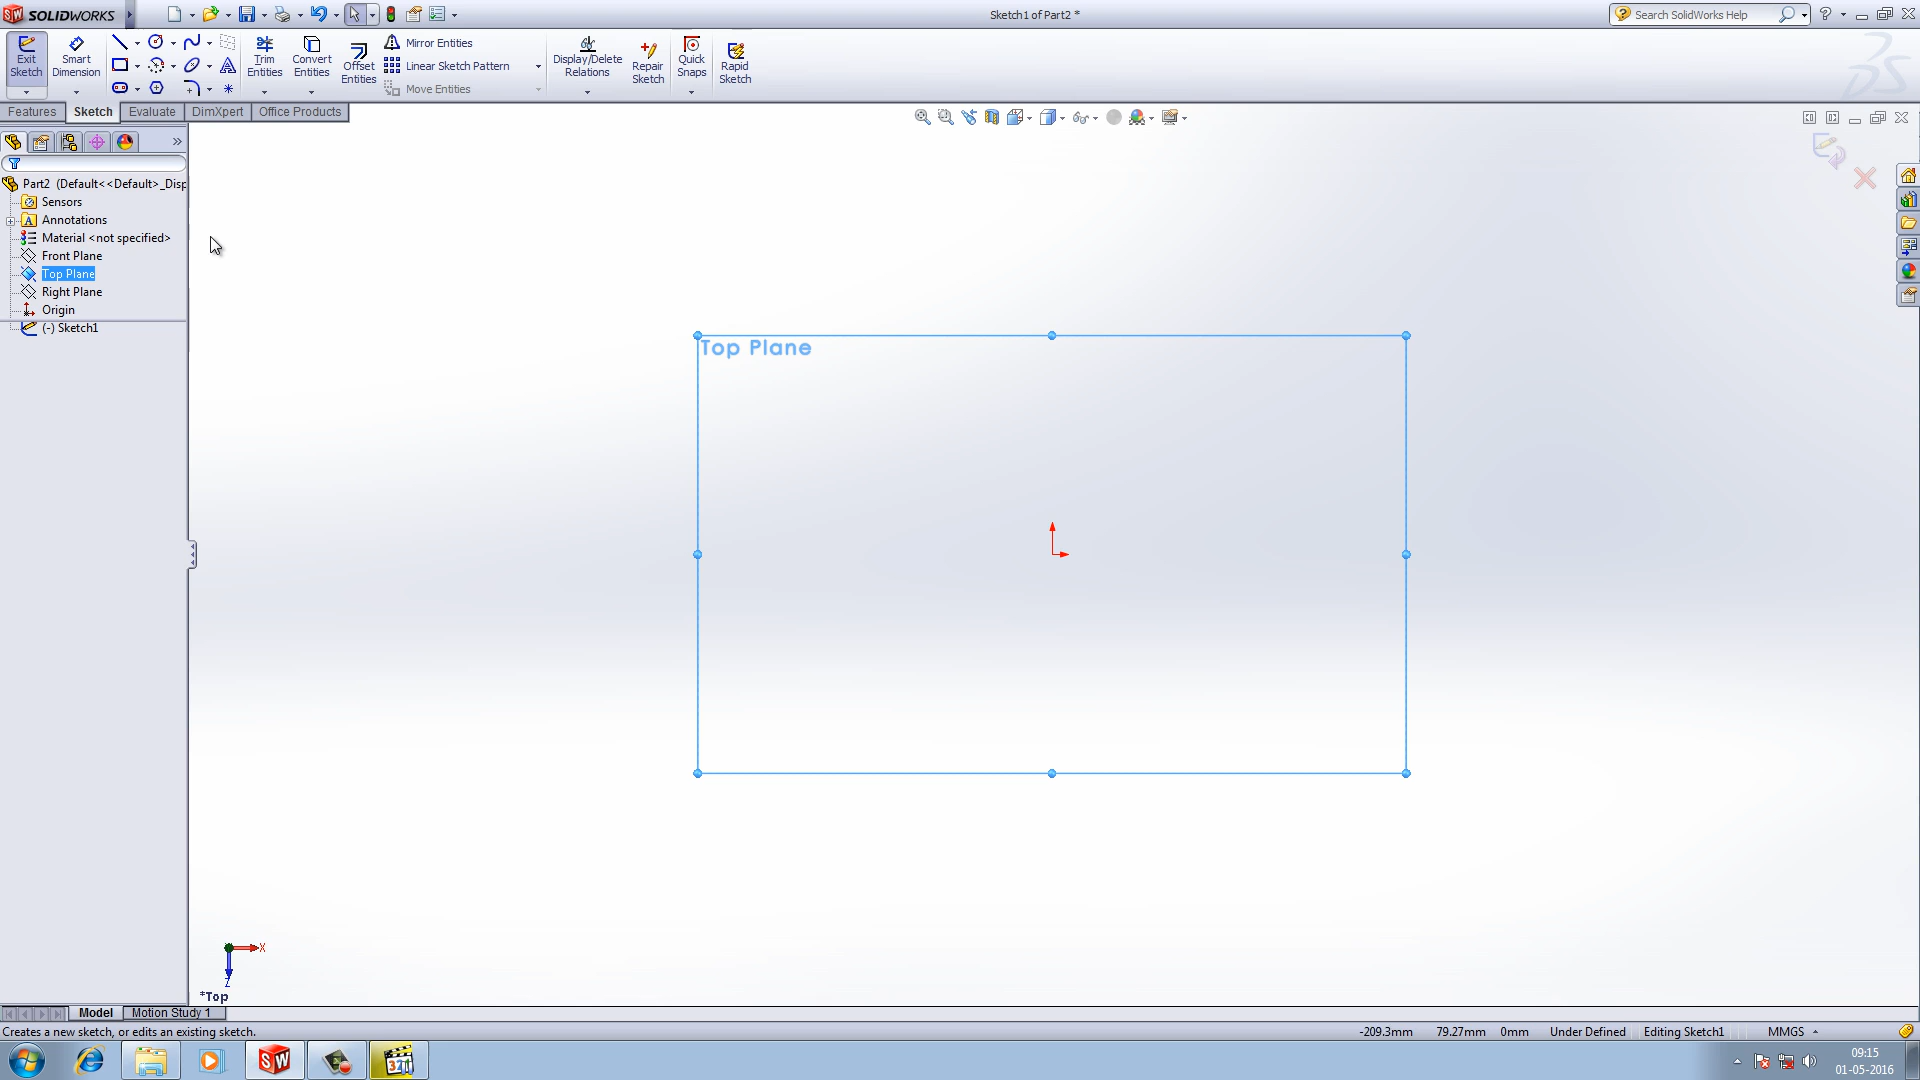 SOLIDWORKS
Sketch1 of Part2 *
Search SolidWorks Help
Exit Sketch
Smart Dimension
Trim Entities
Convert Entities
Offset Entities
Mirror Entities
Linear Sketch Pattern
Move Entities
Display/Delete Relations
Repair Sketch
Quick Snaps
Rapid Sketch
Features
Sketch
Evaluate
DimXpert
Office Products
Part2 (Default<<Default>_Disp
Sensors
Annotations
Material <not specified>
Front Plane
Top Plane
Right Plane
Origin
(-) Sketch1
Top Plane
X
Z
*Top
Model
Motion Study 1
Creates a new sketch, or edits an existing sketch.
-209.3mm 79.27mm 0mm Under Defined Editing Sketch1 MMGS
09:15
01-05-2016